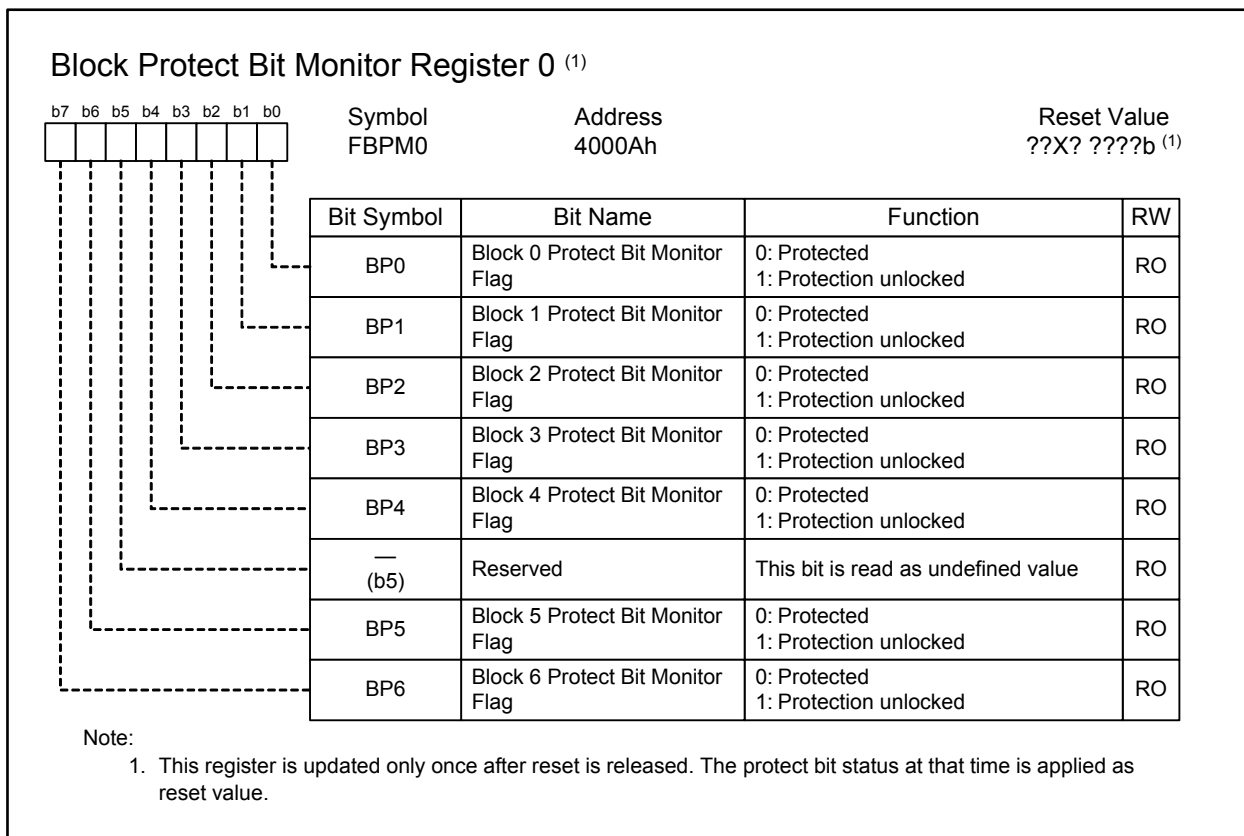 Block Protect Bit Monitor Register 0 (1)
b7 b6 b5 b4 b3 b2 b1 b0
Symbol Address Reset Value
FBPM0 4000Ah ??X? ????b (1)
Bit Symbol Bit Name Function RW
BP0 Block 0 Protect Bit Monitor Flag 0: Protected 1: Protection unlocked RO
BP1 Block 1 Protect Bit Monitor Flag 0: Protected 1: Protection unlocked RO
BP2 Block 2 Protect Bit Monitor Flag 0: Protected 1: Protection unlocked RO
BP3 Block 3 Protect Bit Monitor Flag 0: Protected 1: Protection unlocked RO
BP4 Block 4 Protect Bit Monitor Flag 0: Protected 1: Protection unlocked RO
— (b5) Reserved This bit is read as undefined value RO
BP5 Block 5 Protect Bit Monitor Flag 0: Protected 1: Protection unlocked RO
BP6 Block 6 Protect Bit Monitor Flag 0: Protected 1: Protection unlocked RO
Note:
1. This register is updated only once after reset is released. The protect bit status at that time is applied as
reset value.